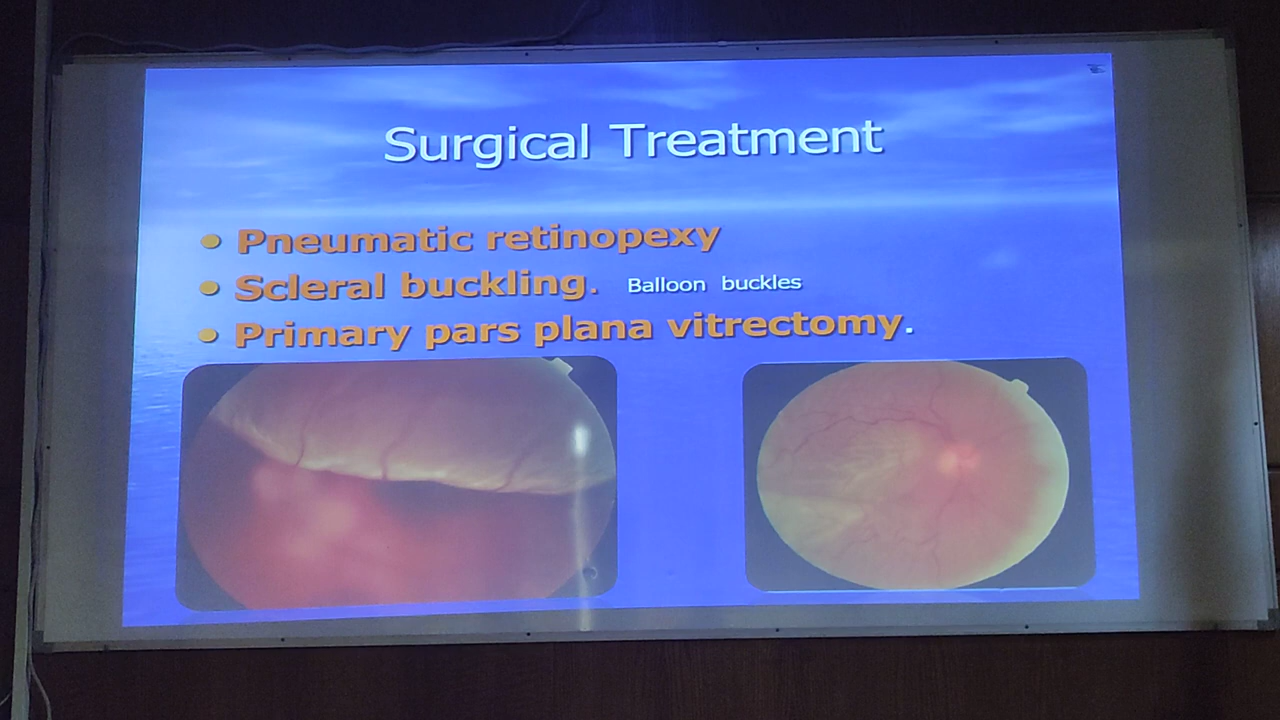 Surgical Treatment
• Pneumatic retinopexy
• Scleral buckling. Balloon buckles
• Primary pars plana vitrectomy.